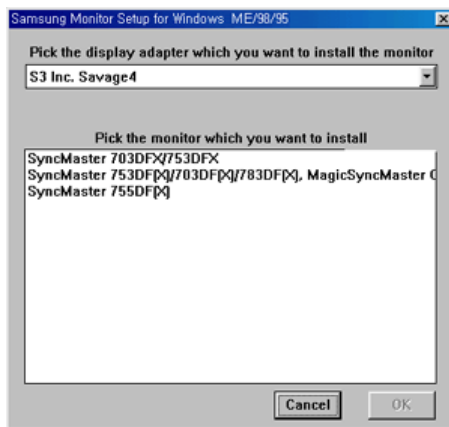 Samsung Monitor Setup for Windows ME/98/95
Pick the display adapter which you want to install the monitor
S3 Inc. Savage4
Pick the monitor which you want to install
SyncMaster 703DFX/753DFX
SyncMaster 753DF[X]/703DF[X]/783DF[X], MagicSyncMaster C
SyncMaster 755DF[X]
Cancel OK